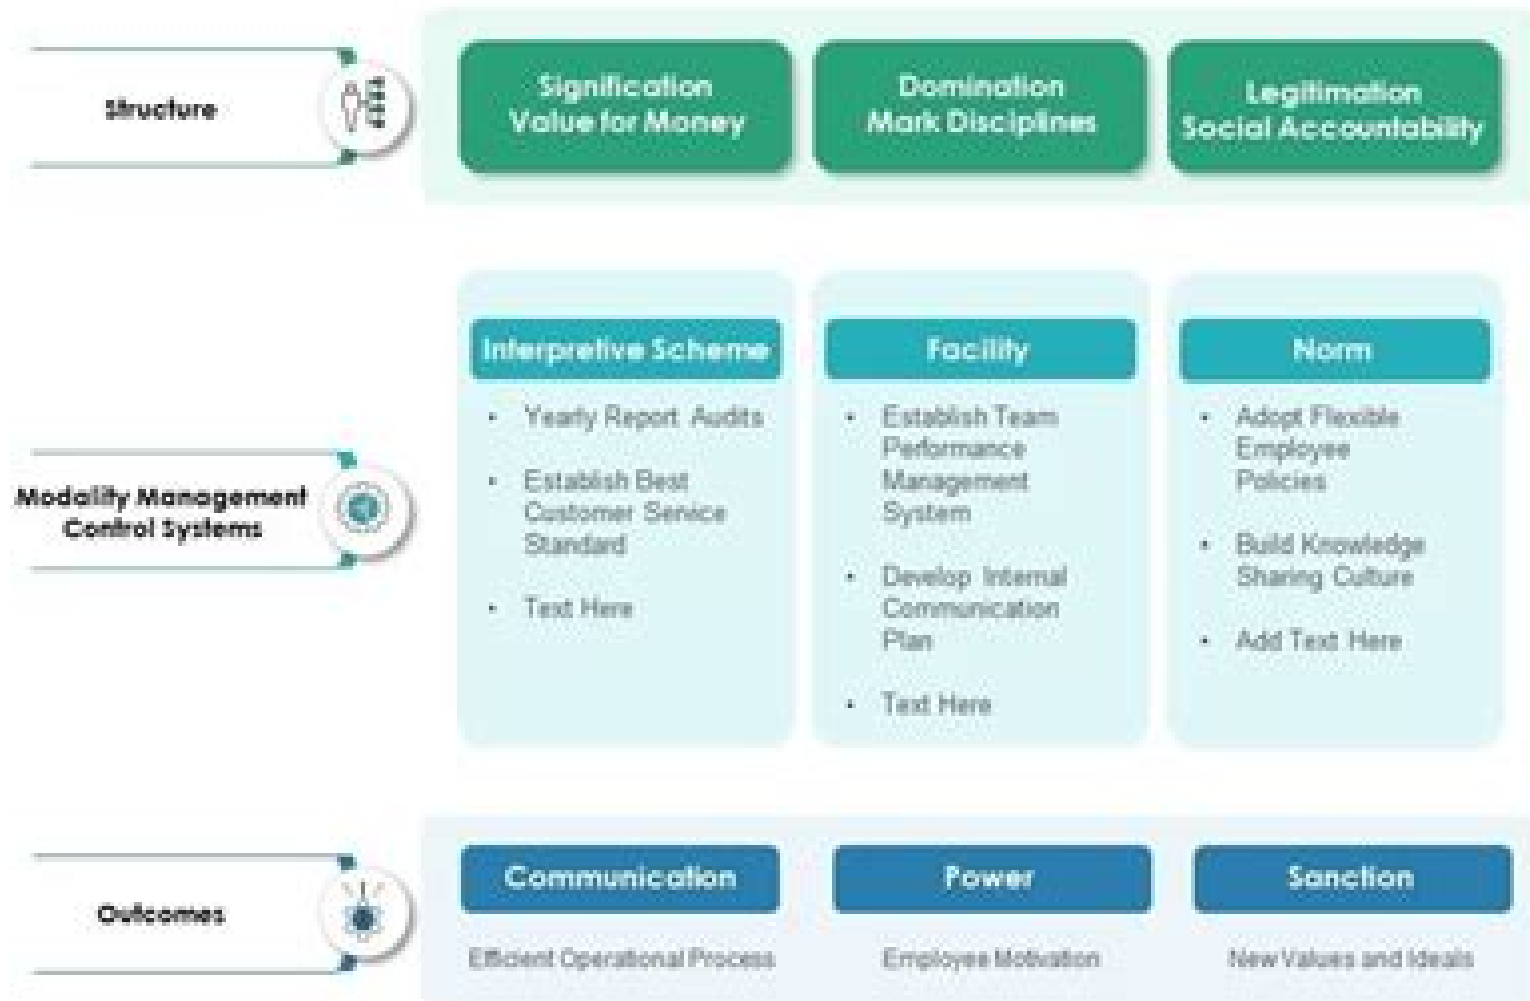 Structure
Signification
Value for Money
Domination
Mark Disciplines
Legitimation
Social Accountability
Modality Management
Control Systems
Interpretive Scheme
• Yearly Report Audits
• Establish Best
Customer Service
Standard
• Text Here
Facility
• Establish Team
Performance
Management
System
• Develop Internal
Communication
Plan
• Text Here
Norm
• Adopt Flexible
Employee
Policies
• Build Knowledge
Sharing Culture
• Add Text Here
Outcomes
Communication
Efficient Operational Process
Power
Employee Motivation
Sanction
New Values and Ideals